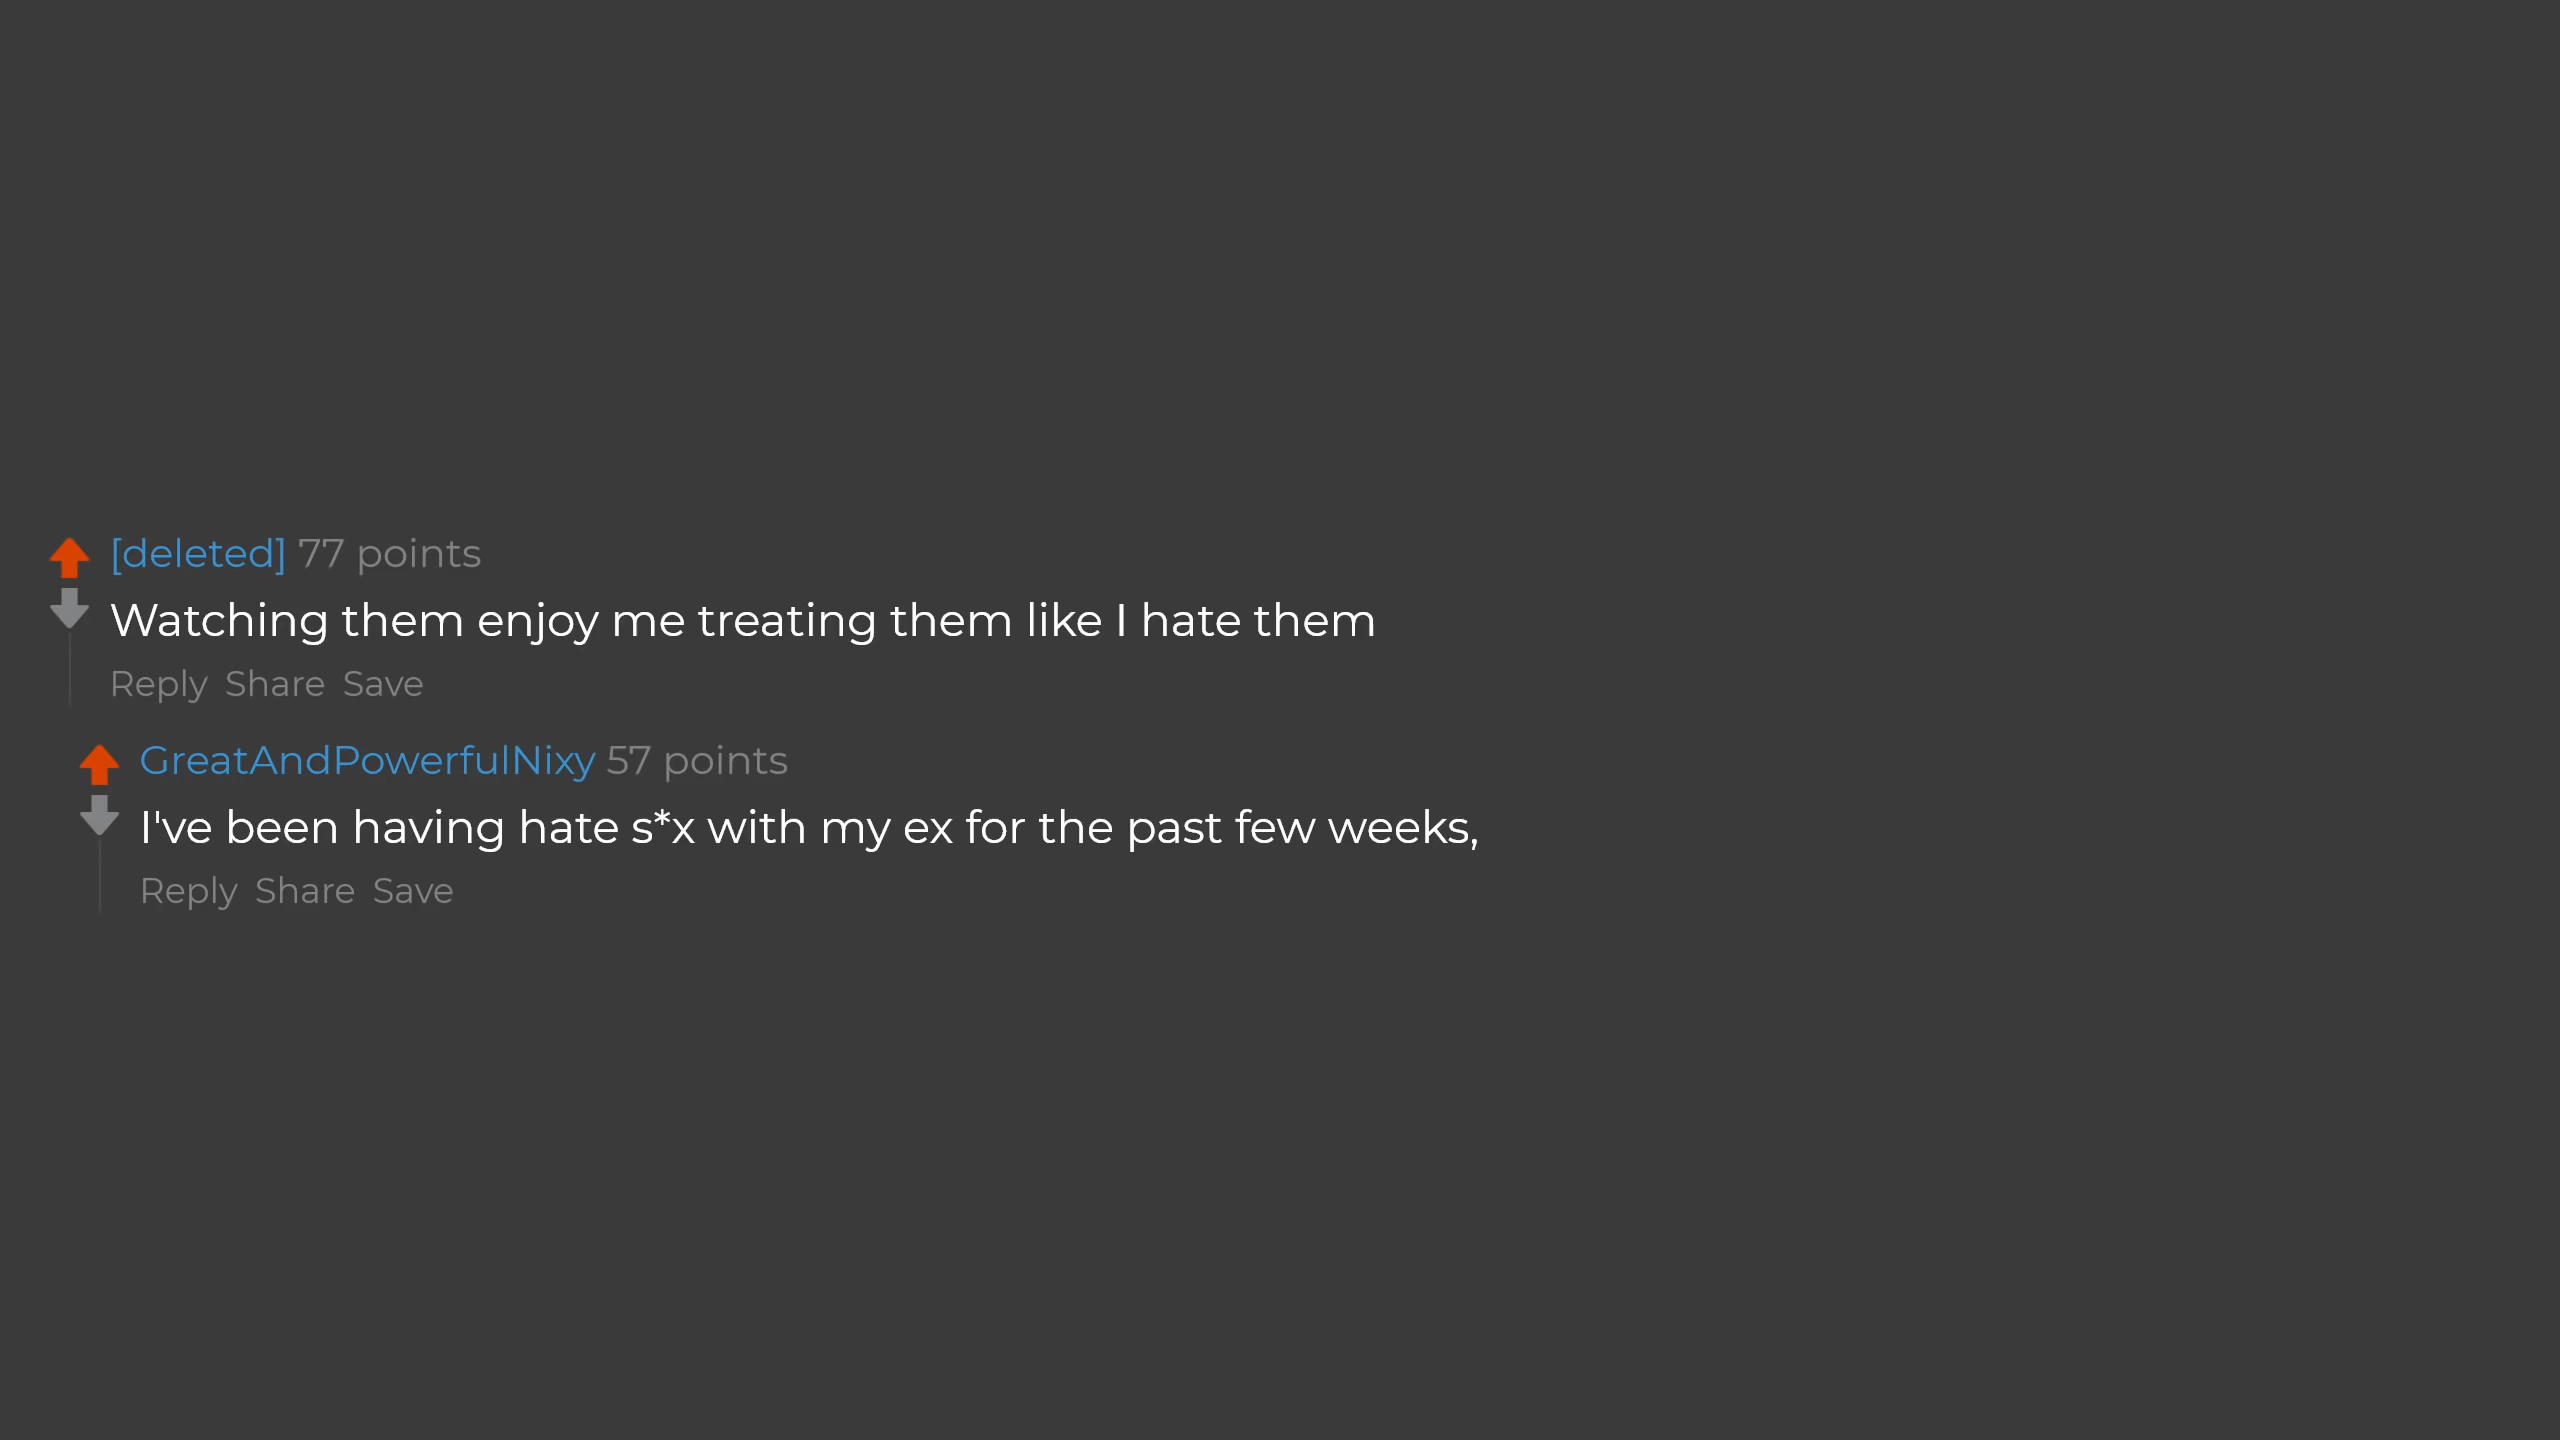 [deleted] 77 points
Watching them enjoy me treating them like I hate them
Reply Share Save
GreatAndPowerfulNixy 57 points
I've been having hate s*x with my ex for the past few weeks,
Reply Share Save